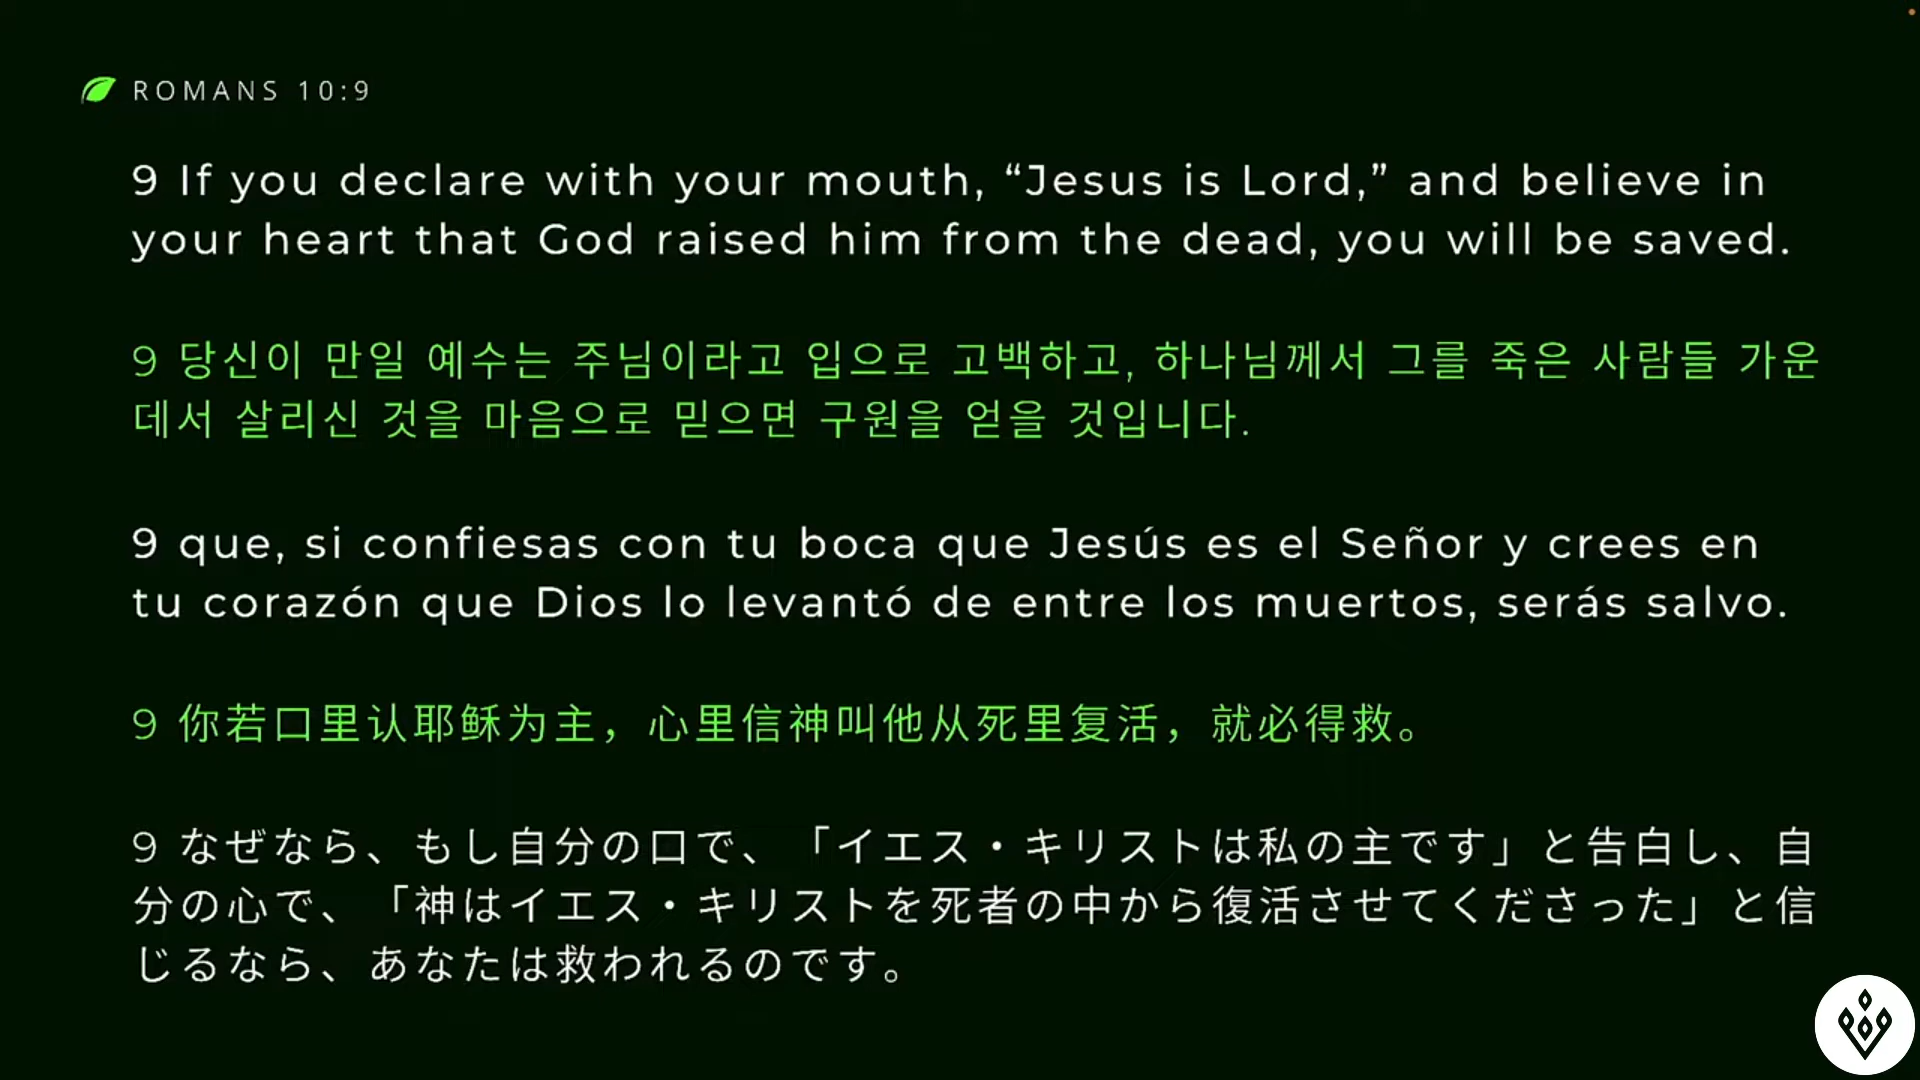 ROMANS 10:9
9 If you declare with your mouth, “Jesus is Lord,” and believe in
your heart that God raised him from the dead, you will be saved.
9 당신이 만일 예수는 주님이라고 입으로 고백하고, 하나님께서 그를 죽은 사람들 가운
데서 살리신 것을 마음으로 믿으면 구원을 얻을 것입니다.
9 que, si confiesas con tu boca que Jesús es el Señor y crees en
tu corazón que Dios lo levantó de entre los muertos, serás salvo.
9 你若口里认耶稣为主，心里信神叫他从死里复活，就必得救。
9 なぜなら、もし自分の口で、「イエス・キリストは私の主です」と告白し、自
分の心で、「神はイエス・キリストを死者の中から復活させてくださった」と信
じるなら、あなたは救われるのです。